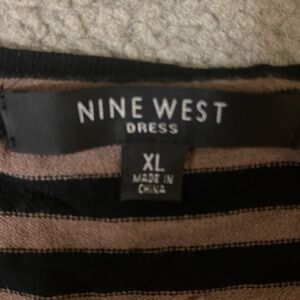 NINE WEST
DRESS
XL
MADE IN
CHINA